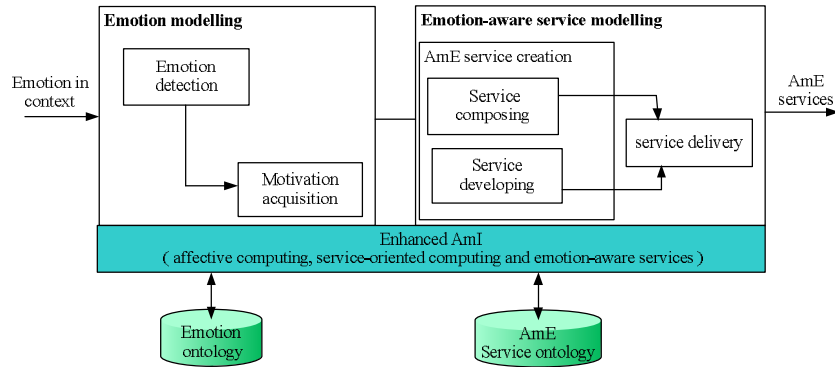 Emotion modelling
Emotion-aware service modelling
AmE service creation
Emotion in
context
Emotion
detection
Motivation
acquisition
Service
composing
Service
developing
service delivery
AmE
services
Enhanced AmI
( affective computing, service-oriented computing and emotion-aware services )
Emotion
ontology
AmE
Service ontology